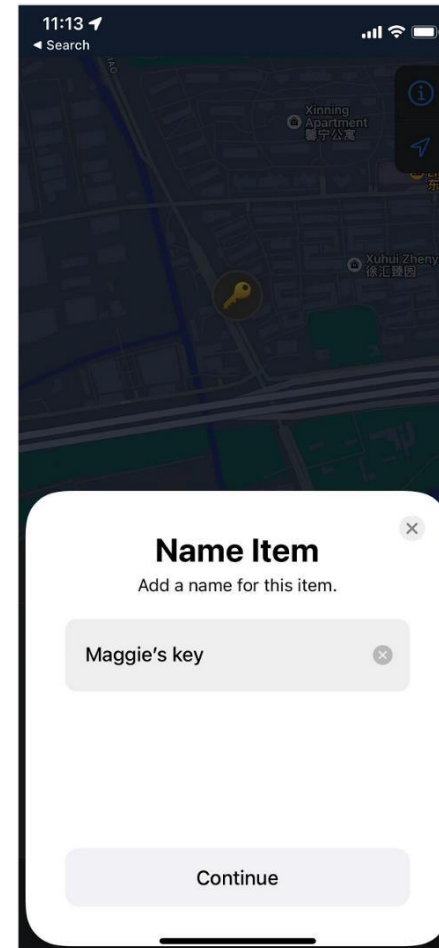 11:13
Search
Xinning
Apartment
馨宁公寓
Xuhui Zheny
徐汇臻园
Name Item
Add a name for this item.
Maggie's key
Continue